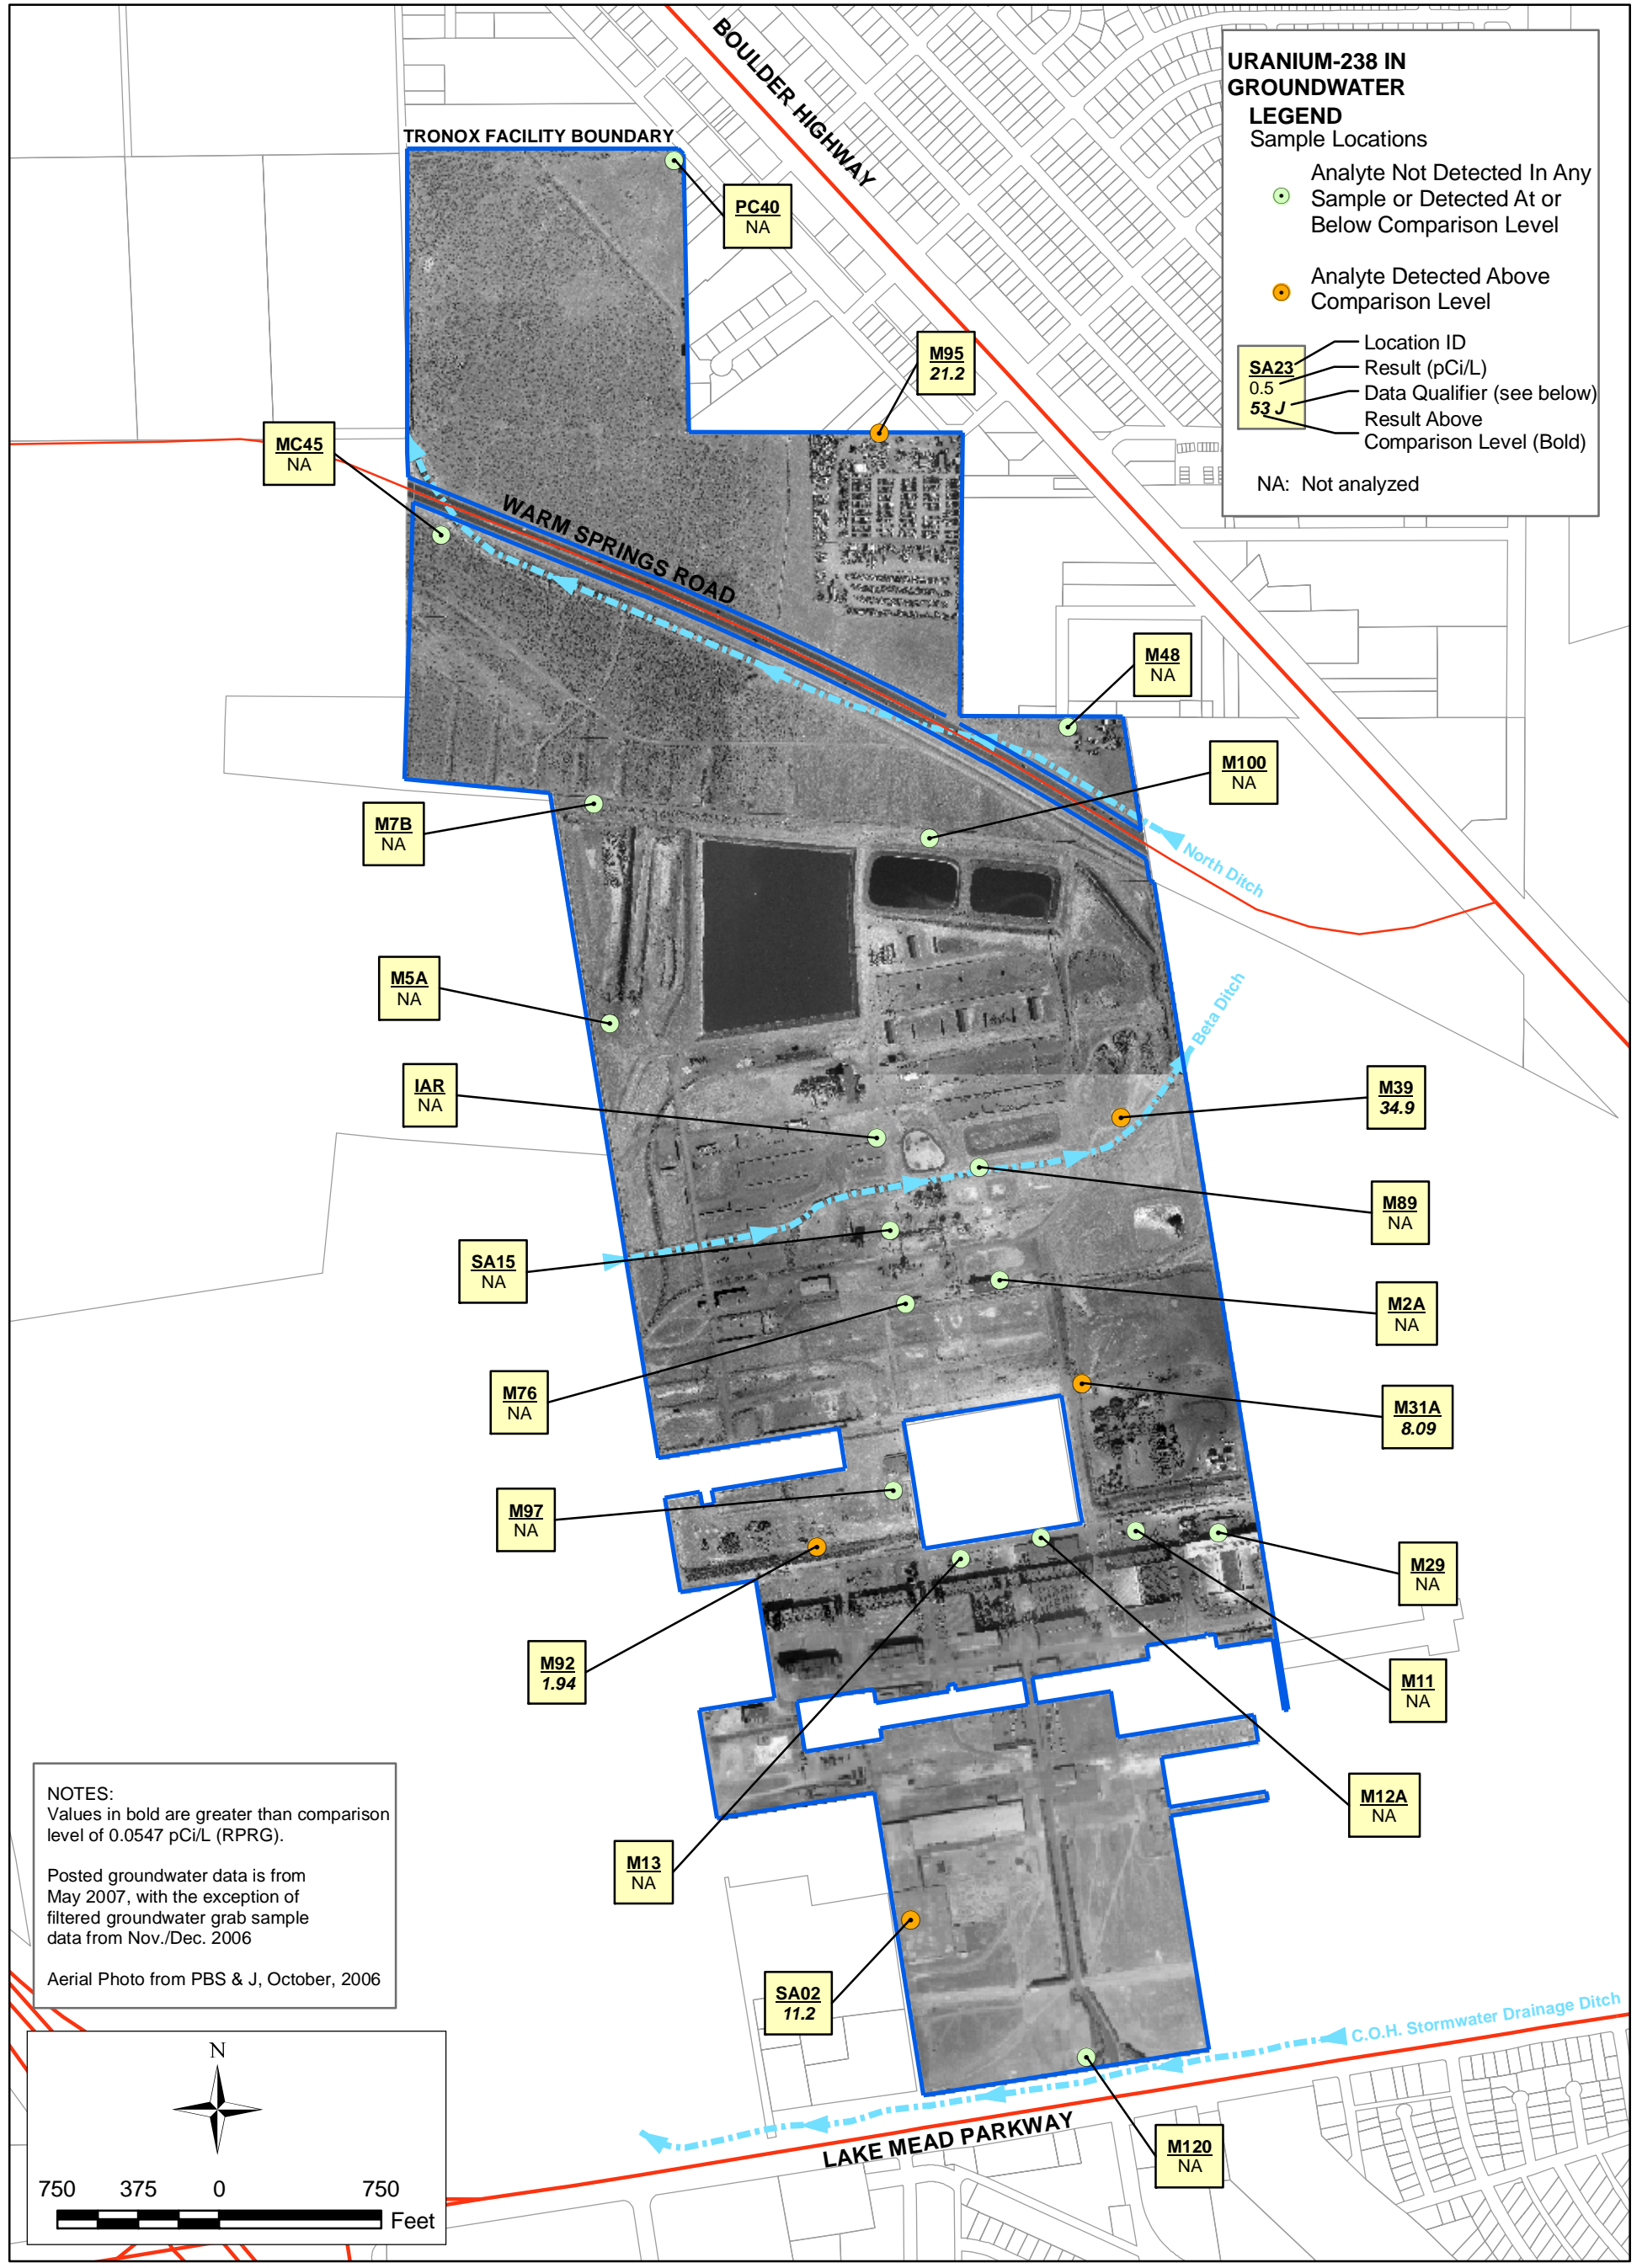 URANIUM-238 IN
GROUNDWATER
LEGEND
Sample Locations
Analyte Not Detected In Any
Sample or Detected At or
Below Comparison Level
Analyte Detected Above
Comparison Level
SA23
0.5
53 J
Location ID
Result (pCi/L)
Data Qualifier (see below)
Result Above
Comparison Level (Bold)
NA: Not analyzed
BOULDER HIGHWAY
TRONOX FACILITY BOUNDARY
PC40
NA
M95
21.2
MC45
NA
WARM SPRINGS ROAD
M48
NA
M100
NA
M7B
NA
North Ditch
M5A
NA
Beta Ditch
IAR
NA
M39
34.9
M89
NA
SA15
NA
M2A
NA
M76
NA
M31A
8.09
M97
NA
M29
NA
M92
1.94
M11
NA
M12A
NA
M13
NA
SA02
11.2
C.O.H. Stormwater Drainage Ditch
LAKE MEAD PARKWAY
M120
NA
NOTES:
Values in bold are greater than comparison
level of 0.0547 pCi/L (RPRG).
Posted groundwater data is from
May 2007, with the exception of
filtered groundwater grab sample
data from Nov./Dec. 2006
Aerial Photo from PBS & J, October, 2006
N
750 375 0 750
Feet